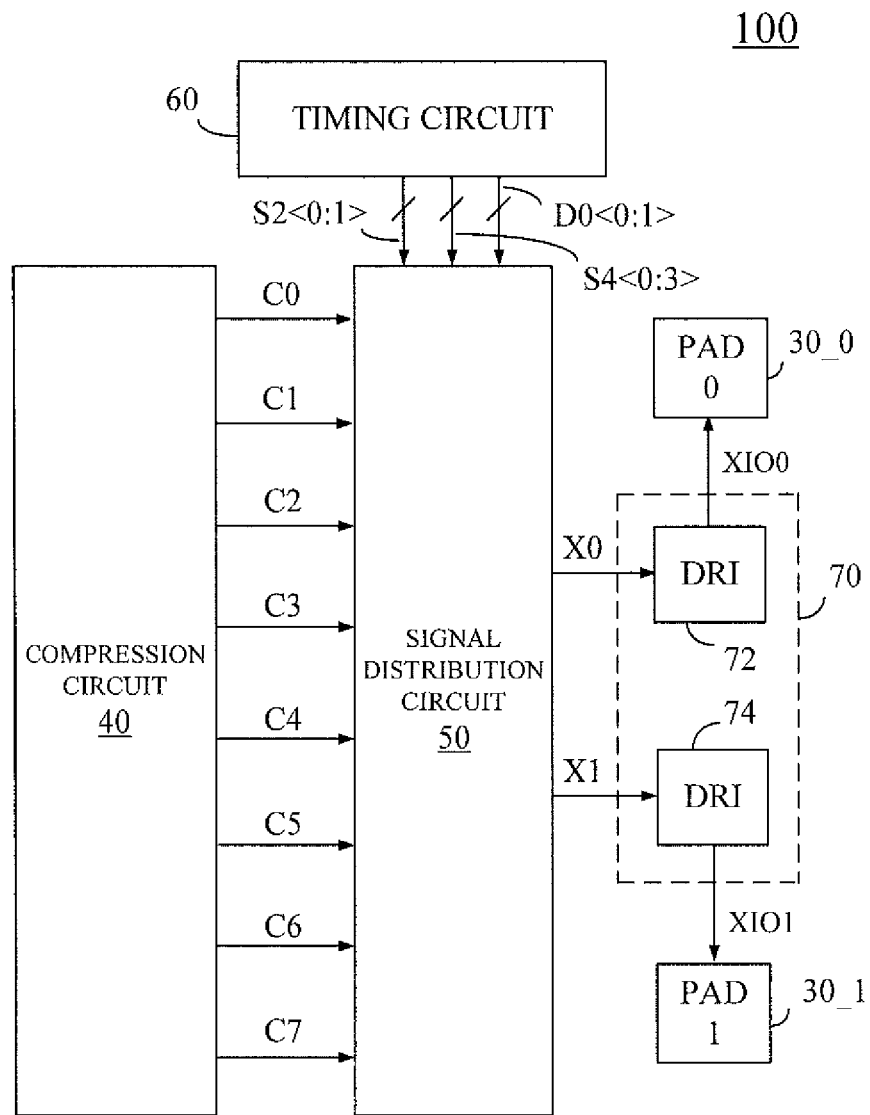 100
60
TIMING CIRCUIT
S2<0:1>
D0<0:1>
S4<0:3>
C0
C1
C2
C3
C4
C5
C6
C7
COMPRESSION
CIRCUIT
40
SIGNAL
DISTRIBUTION
CIRCUIT
50
PAD
0
30_0
XIO0
X0
DRI
70
72
74
X1
DRI
XIO1
PAD
1
30_1